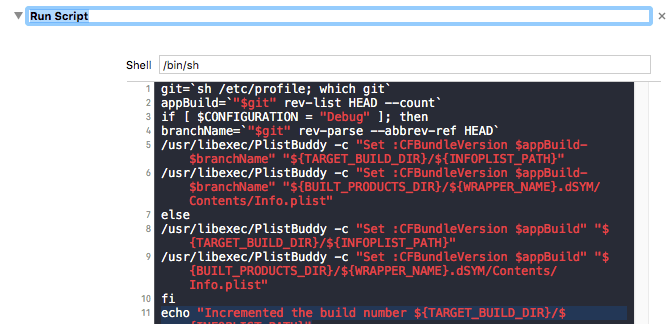 Run Script
Shell /bin/sh
1 git=`sh /etc/profile; which git`
2 appBuild=`"$git" rev-list HEAD --count`
3 if [ $CONFIGURATION = "Debug" ]; then
4 branchName=`"$git" rev-parse --abbrev-ref HEAD`
5 /usr/libexec/PlistBuddy -c "Set :CFBundleVersion $appBuild-
$branchName" "${TARGET_BUILD_DIR}/${INFOPLIST_PATH}"
6 /usr/libexec/PlistBuddy -c "Set :CFBundleVersion $appBuild-
$branchName" "${BUILT_PRODUCTS_DIR}/${WRAPPER_NAME}.dSYM/
Contents/Info.plist"
7 else
8 /usr/libexec/PlistBuddy -c "Set :CFBundleVersion $appBuild" "$
{TARGET_BUILD_DIR}/${INFOPLIST_PATH}"
9 /usr/libexec/PlistBuddy -c "Set :CFBundleVersion $appBuild" "$
{BUILT_PRODUCTS_DIR}/${WRAPPER_NAME}.dSYM/Contents/
Info.plist"
10 fi
11 echo "Incremented the build number ${TARGET_BUILD_DIR}/$